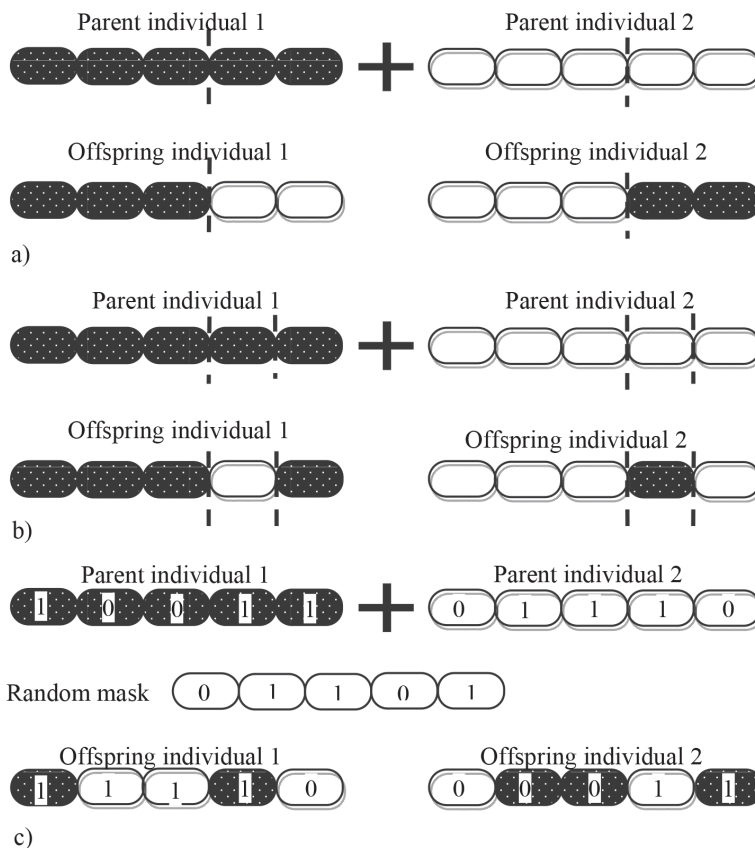 Parent individual 1 Parent individual 2
Offspring individual 1 Offspring individual 2
a)
Parent individual 1 Parent individual 2
Offspring individual 1 Offspring individual 2
b)
Parent individual 1 Parent individual 2
1 0 0 1 1 0 1 1 1 0
Random mask 0 1 1 0 1
Offspring individual 1 Offspring individual 2
1 1 1 1 0 0 0 0 1 1
c)